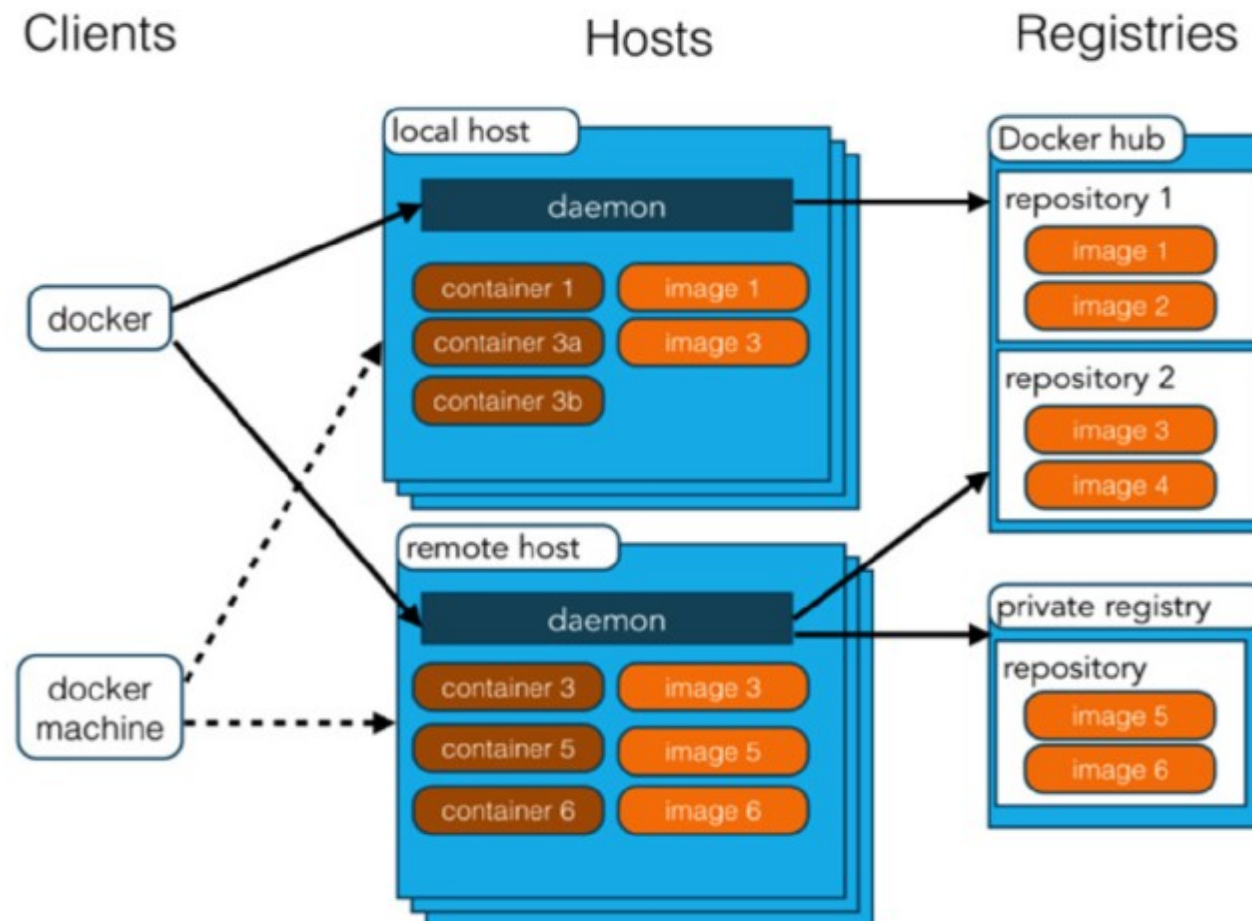 Clients
Hosts
Registries
docker
docker
machine
local host
daemon
container 1
image 1
container 3a
image 3
container 3b
remote host
daemon
container 3
image 3
container 5
image 5
container 6
image 6
Docker hub
repository 1
image 1
image 2
repository 2
image 3
image 4
private registry
repository
image 5
image 6